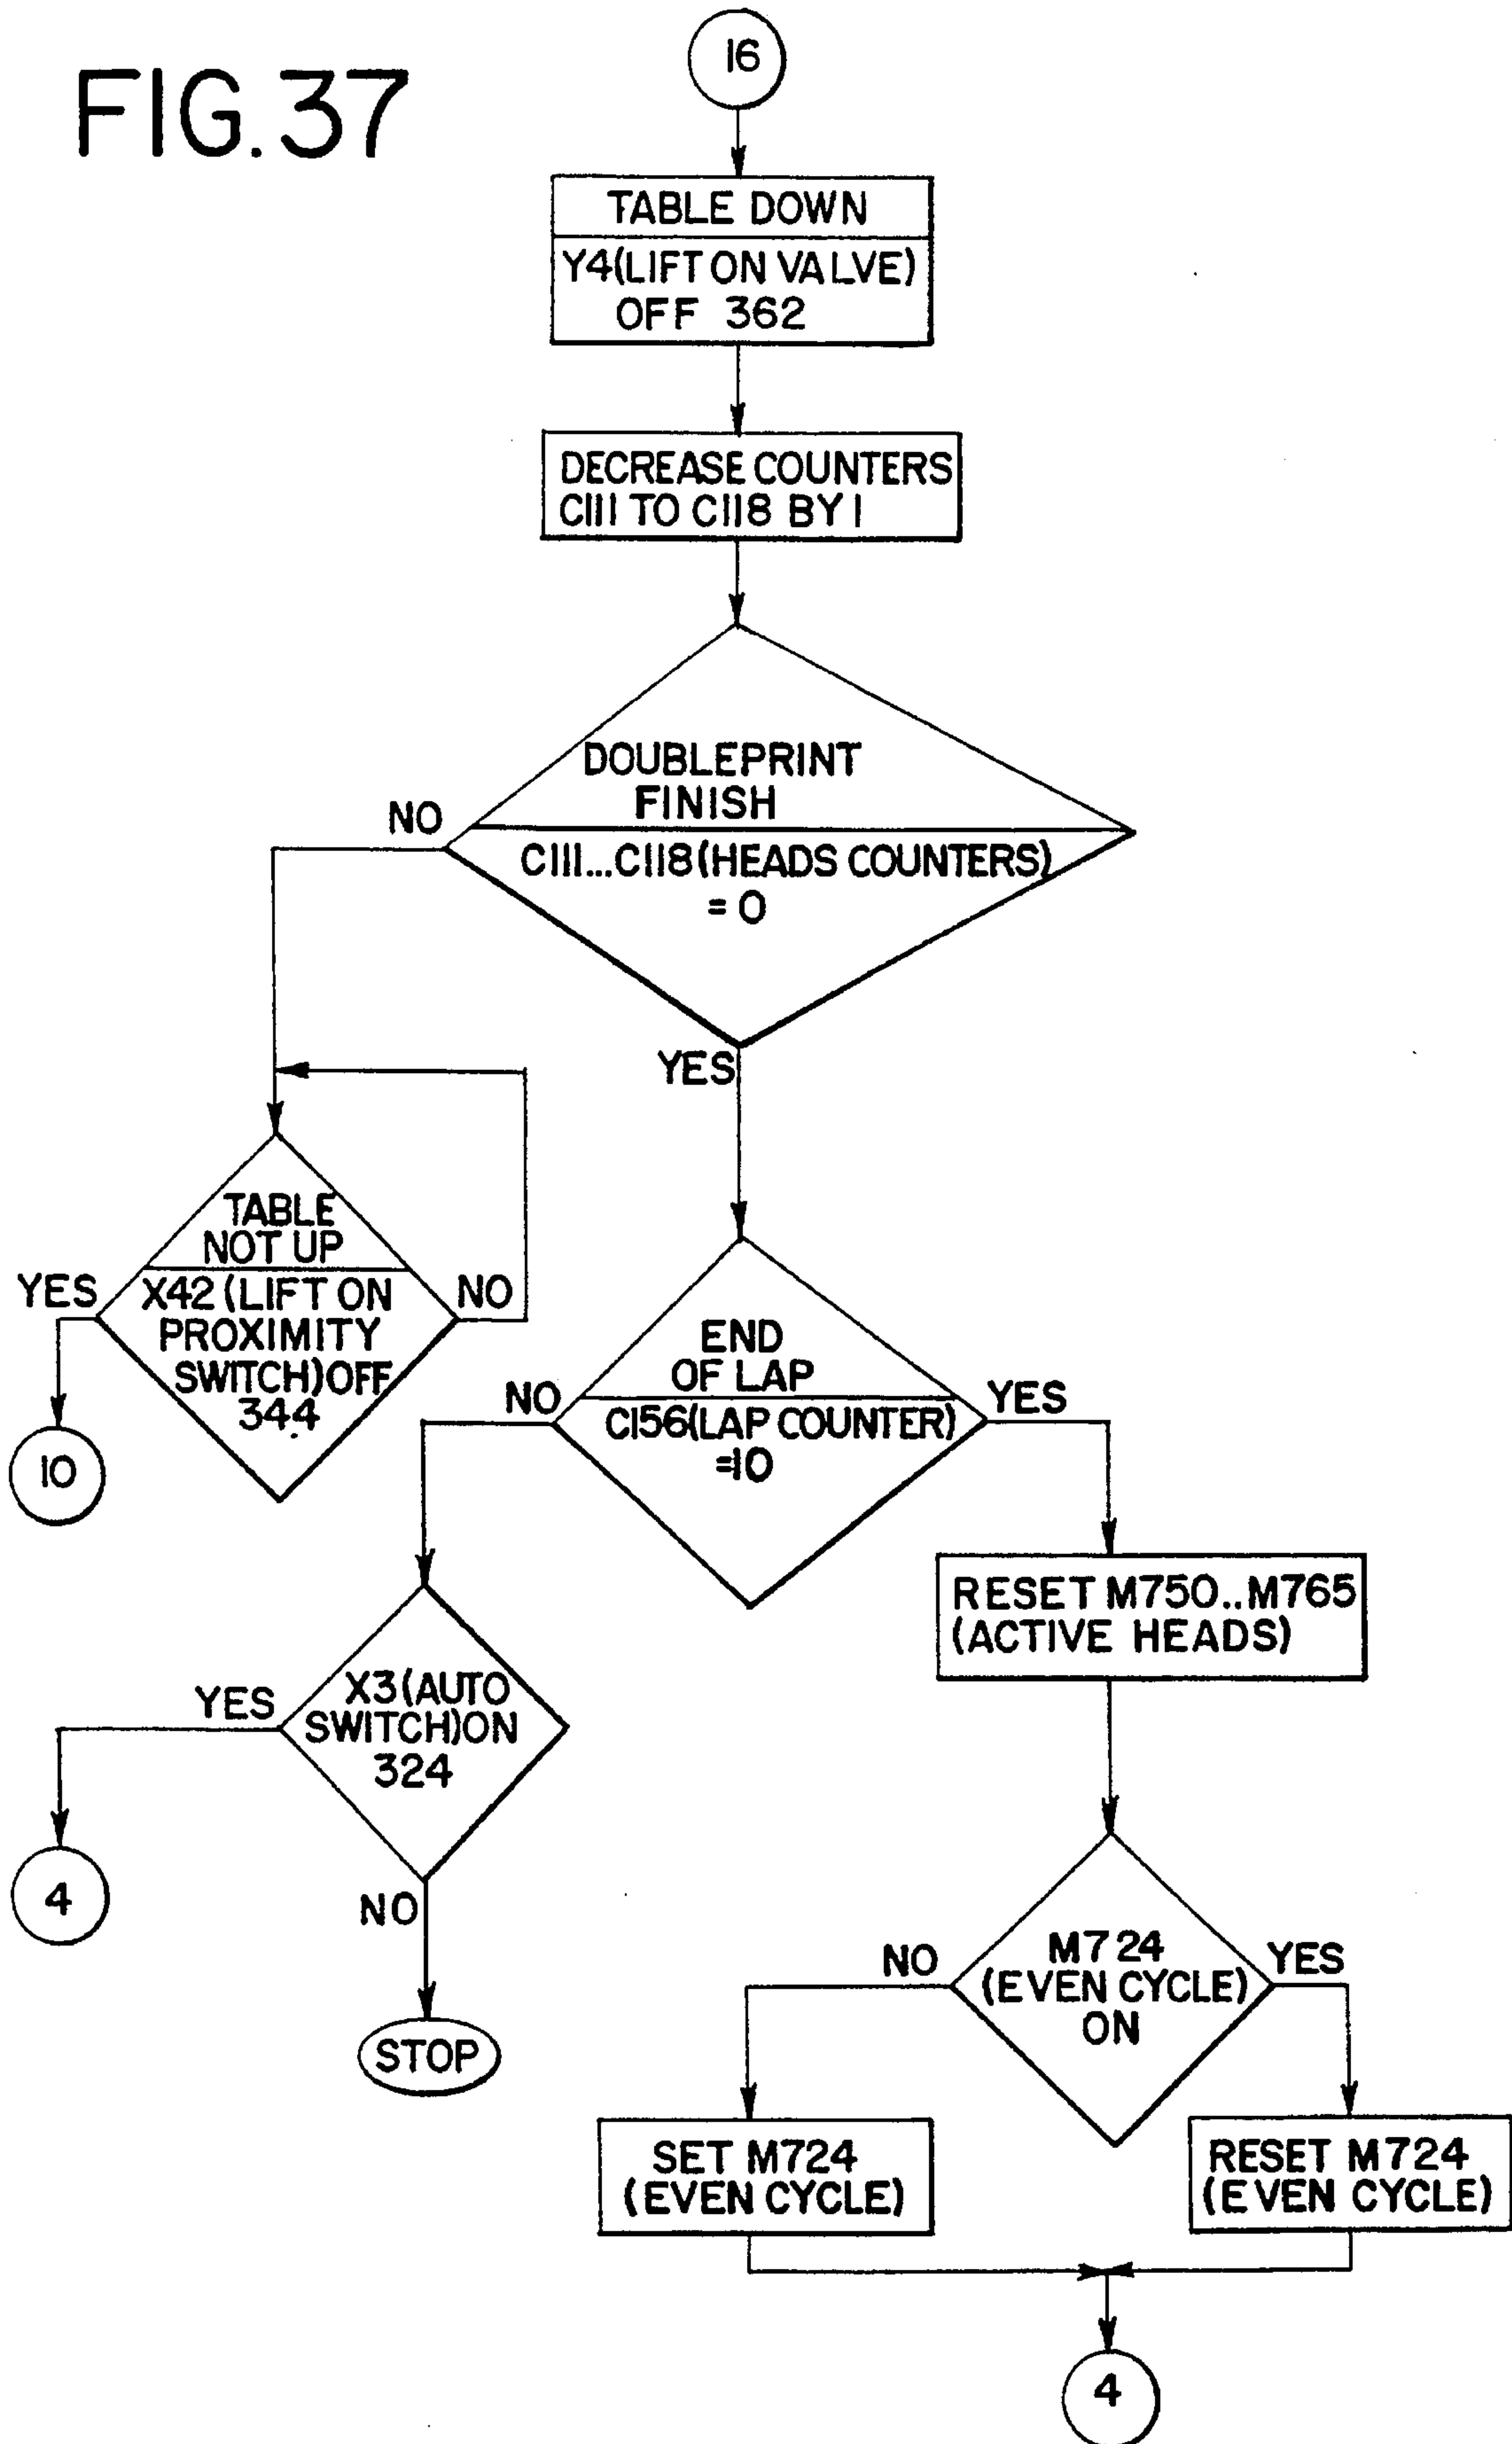 FIG. 37
16
TABLE DOWN
Y4(LIFT ON VALVE)
OFF 362
DECREASE COUNTERS
C111 TO C118 BY 1
DOUBLEPRINT
FINISH
NO
C111...C118(HEADS COUNTERS)
= 0
YES
TABLE
NOT UP
YES
X42 (LIFT ON
NO
PROXIMITY
SWITCH)OFF
344
10
END
OF LAP
NO
YES
C156(LAP COUNTER)
=10
RESET M750..M765
(ACTIVE HEADS)
YES
X3(AUTO
SWITCH)ON
324
4
NO
STOP
NO
M724
(EVEN CYCLE)
ON
YES
SET M724
(EVEN CYCLE)
RESET M724
(EVEN CYCLE)
4